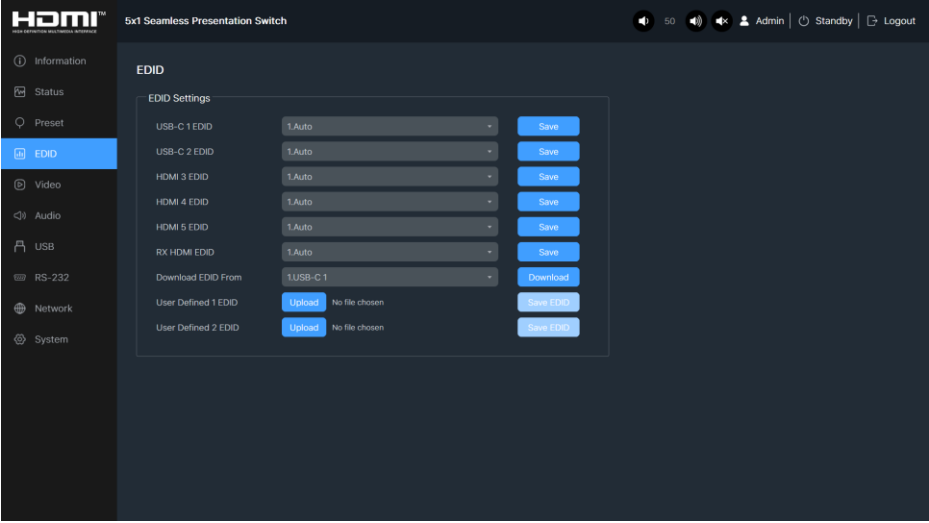 HDMI™
HIGH DEFINITION MULTIMEDIA INTERFACE
5x1 Seamless Presentation Switch
50
Admin
Standby
Logout
Information
Status
Preset
EDID
Video
Audio
USB
RS-232
Network
System
EDID
EDID Settings
USB-C 1 EDID 1.Auto Save
USB-C 2 EDID 1.Auto Save
HDMI 3 EDID 1.Auto Save
HDMI 4 EDID 1.Auto Save
HDMI 5 EDID 1.Auto Save
RX HDMI EDID 1.Auto Save
Download EDID From 1.USB-C 1 Download
User Defined 1 EDID Upload No file chosen Save EDID
User Defined 2 EDID Upload No file chosen Save EDID